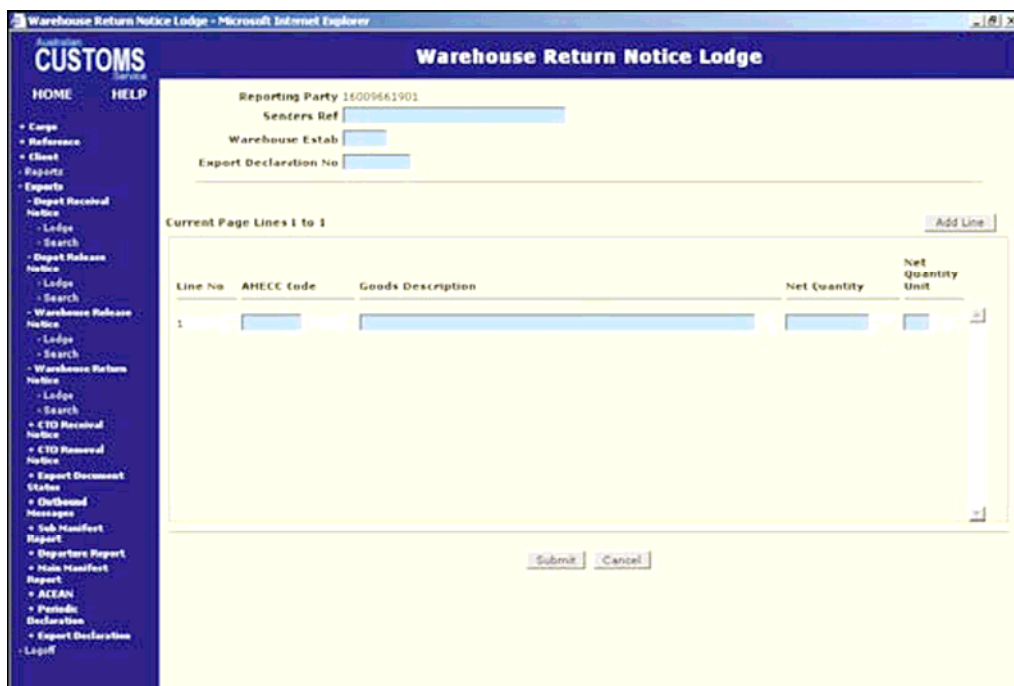 Warehouse Return Notice Lodge - Microsoft Internet Explorer
Australian
CUSTOMS
Service
HOME HELP
+ Cargo
+ Reference
+ Client
- Reports
- Exports
- Depot Receival
Notice
- Lodge
- Search
- Depot Release
Notice
- Lodge
- Search
- Warehouse Release
Notice
- Lodge
- Search
- Warehouse Return
Notice
- Lodge
- Search
+ CTO Receival
Notice
+ CTO Removal
Notice
+ Export Document
Status
+ Outbound
Messages
+ Sub Manifest
Report
+ Departure Report
+ Main Manifest
Report
+ ACEAN
+ Periodic
Declaration
+ Export Declaration
- Logoff
Warehouse Return Notice Lodge
Reporting Party 16009661901
Senders Ref
Warehouse Estab
Export Declaration No
Current Page Lines 1 to 1
Add Line
Line No AHECC Code Goods Description Net Quantity Net Quantity Unit
1
Submit Cancel